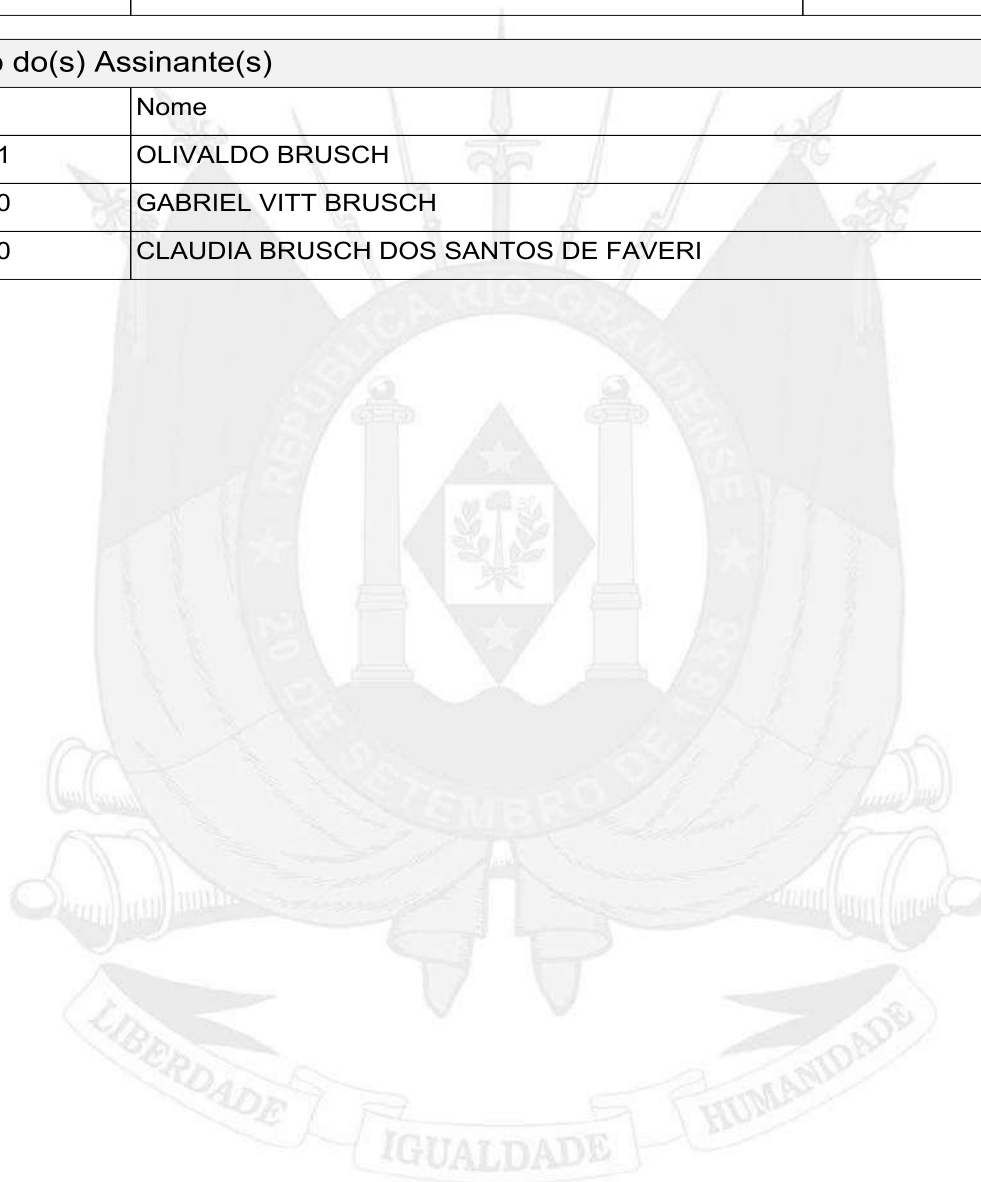 o do(s) Assinante(s)
Nome
1 OLIVALDO BRUSCH
0 GABRIEL VITT BRUSCH
0 CLAUDIA BRUSCH DOS SANTOS DE FAVERI
REPÚBLICA RIO-GRANDENSE
20 DE SETEMBRO DE 1835
LIBERDADE
IGUALDADE
HUMANIDADE